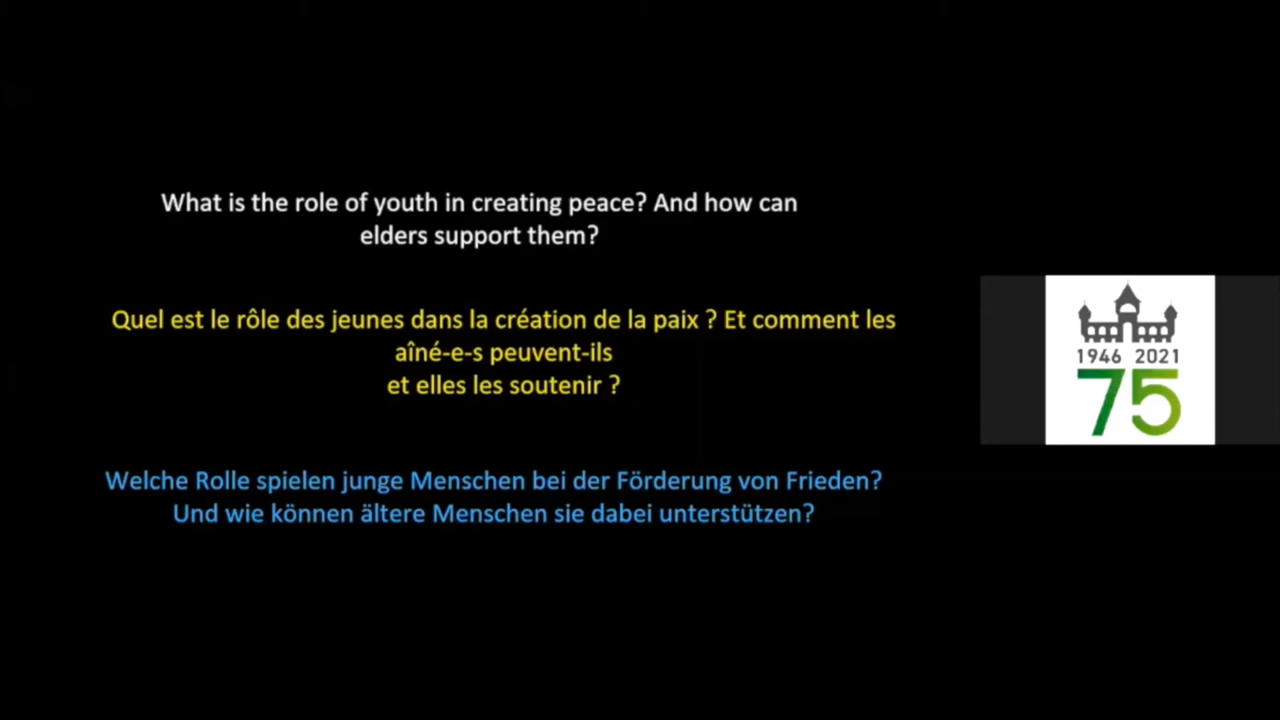 What is the role of youth in creating peace? And how can
elders support them?
Quel est le rôle des jeunes dans la création de la paix ? Et comment les
aîné-e-s peuvent-ils
et elles les soutenir ?
Welche Rolle spielen junge Menschen bei der Förderung von Frieden?
Und wie können ältere Menschen sie dabei unterstützen?
1946 2021
75